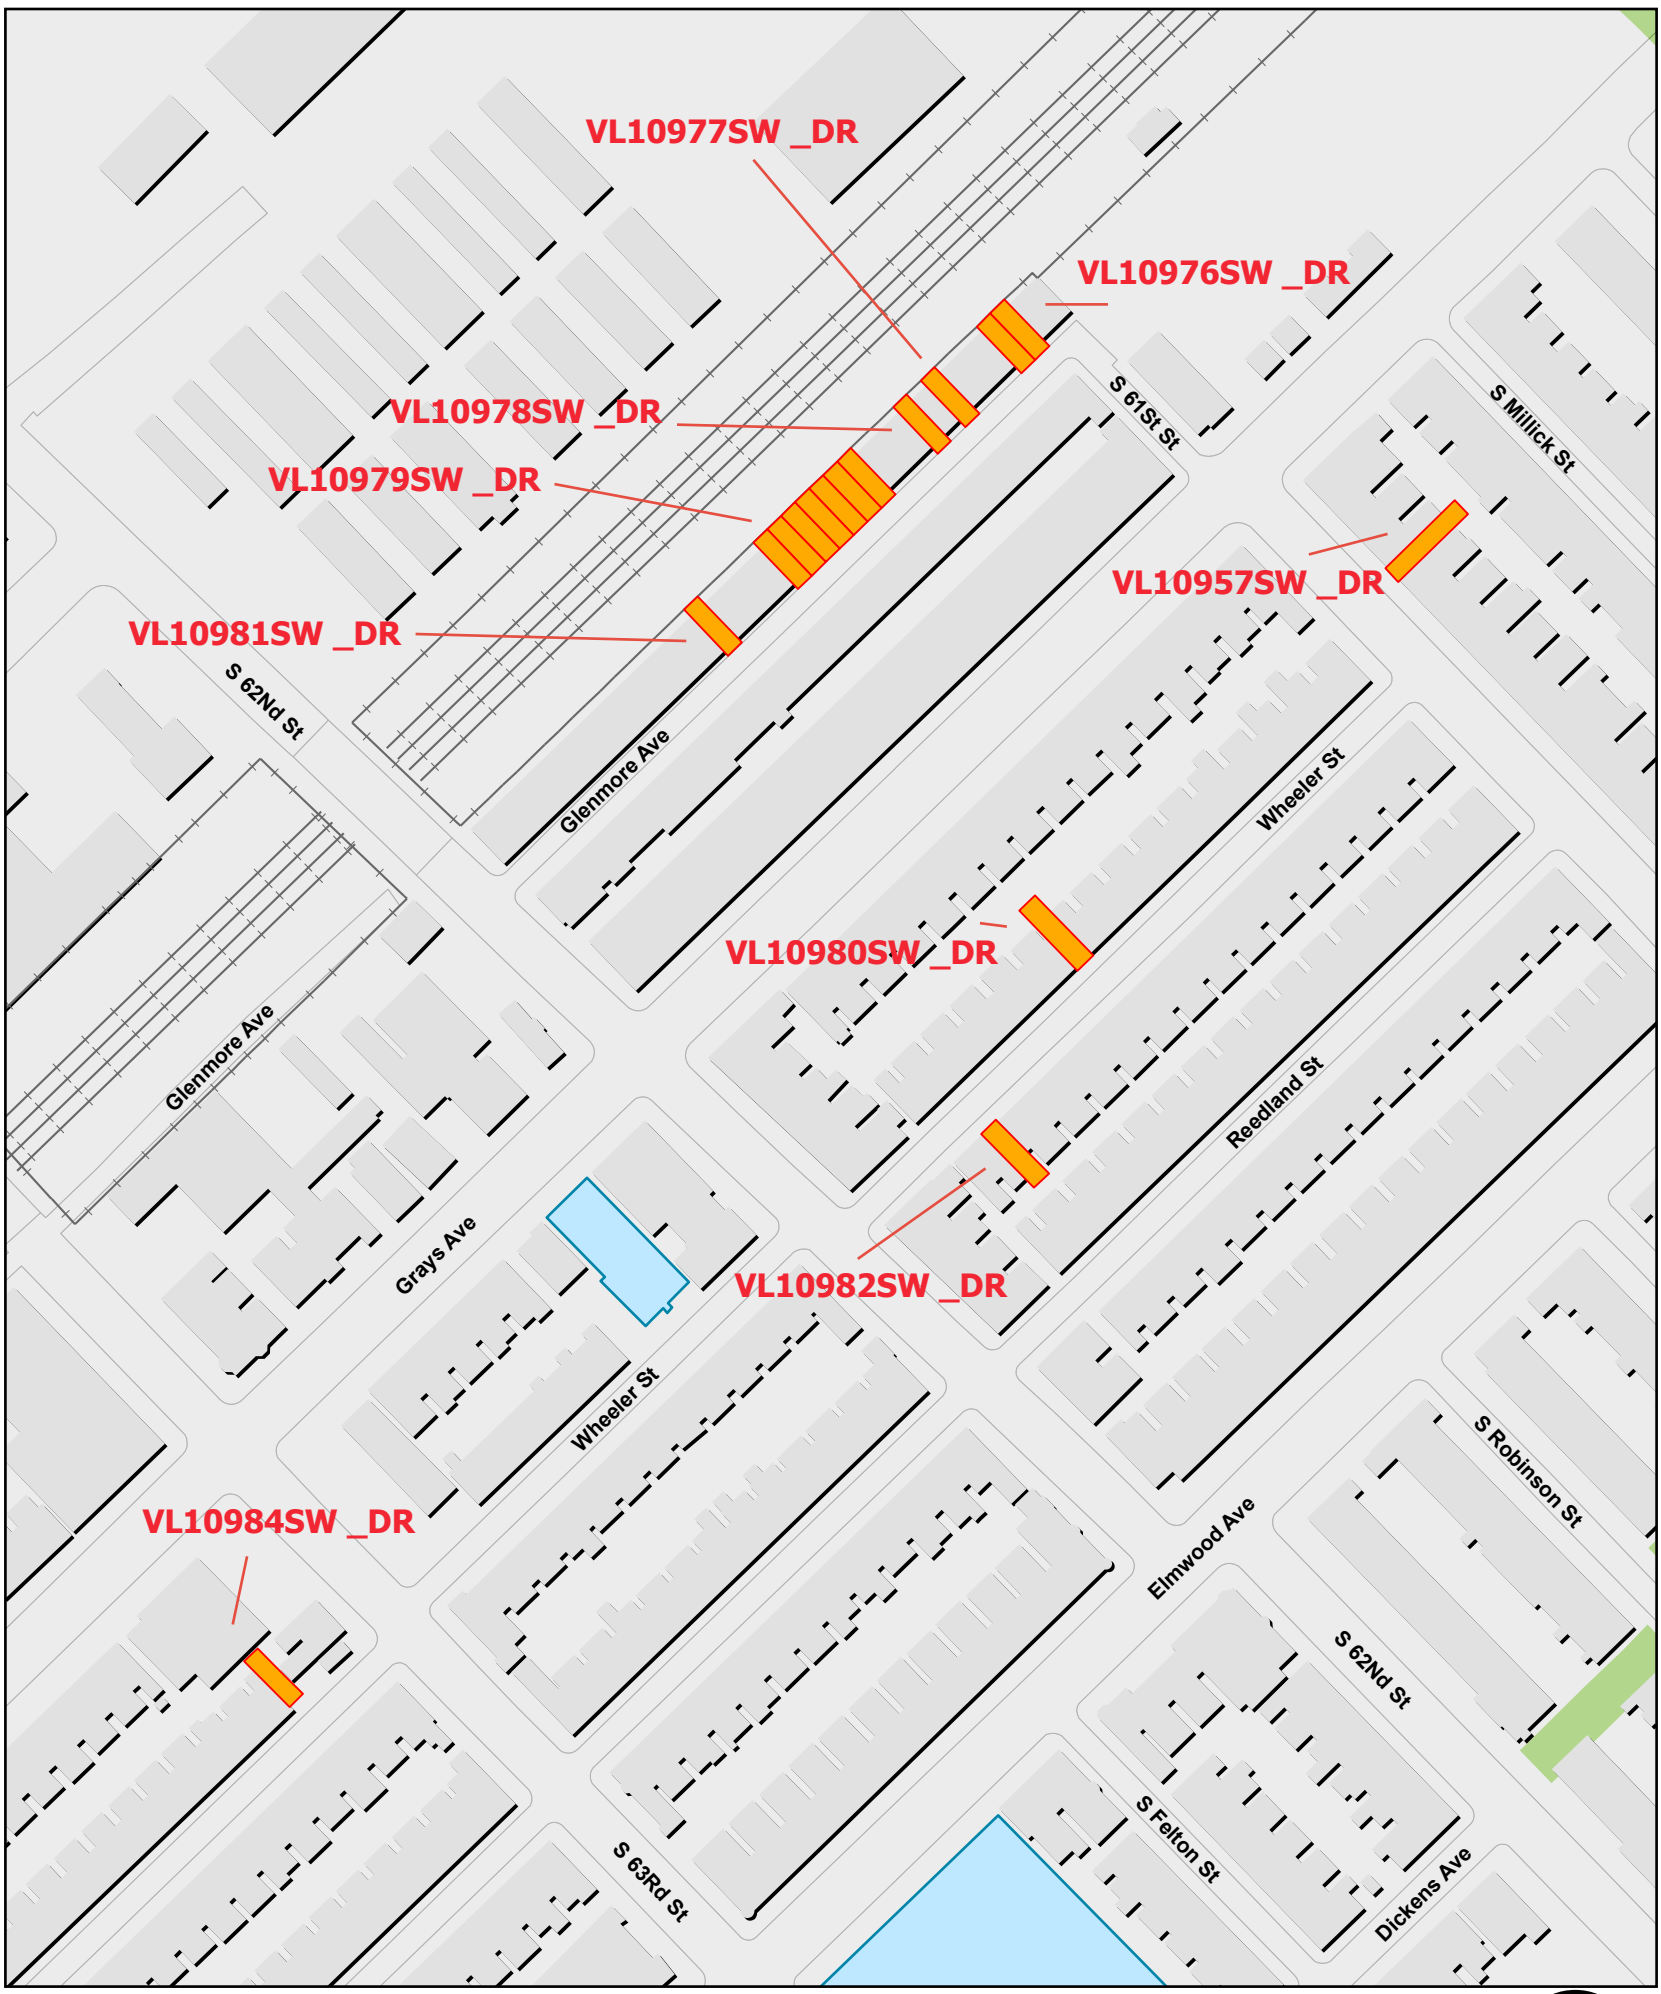 VL10977SW _DR
VL10976SW _DR
S 61St St
VL10978SW _DR
S Millick St
VL10979SW _DR
VL10957SW _DR
VL10981SW _DR
S 62Nd St
Glenmore Ave
Wheeler St
VL10980SW _DR
Glenmore Ave
Reedland St
Grays Ave
VL10982SW _DR
Wheeler St
S Robinson St
VL10984SW _DR
Elmwood Ave
S 62Nd St
S Felton St
S 63Rd St
Dickens Ave